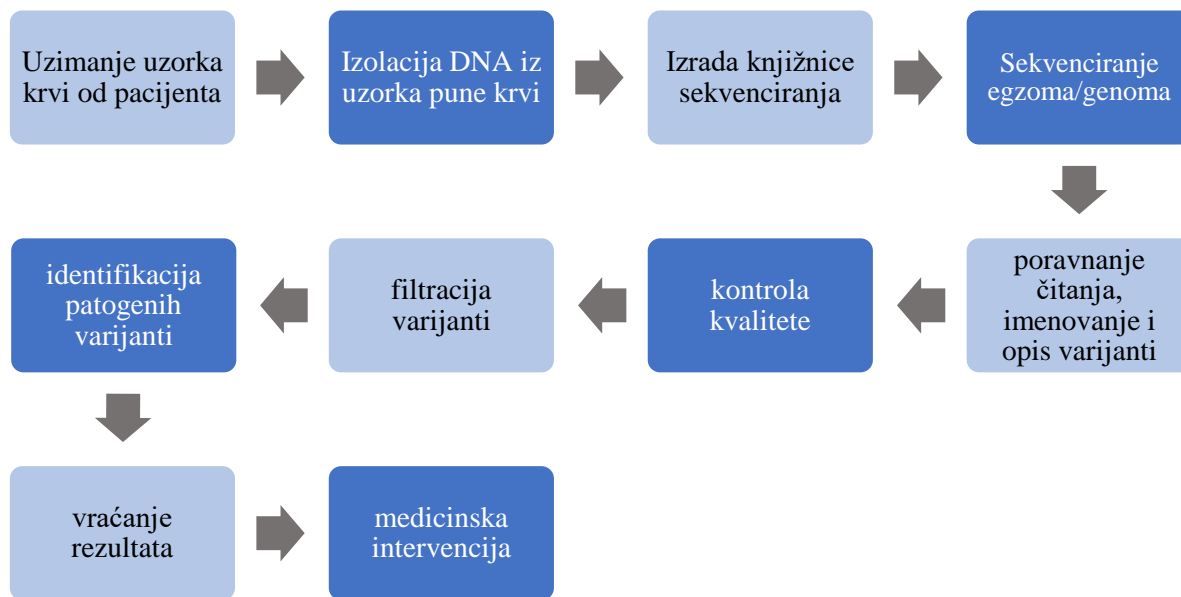 Uzimanje uzorka
krvi od pacijenta
Izolacija DNA iz
uzorka pune krvi
Izrada knjižnice
sekvenciranja
Sekvenciranje
egzoma/genoma
poravnanje
čitanja,
imenovanje i
opis varijanti
kontrola
kvalitete
filtracija
varijanti
identifikacija
patogenih
varijanti
vraćanje
rezultata
medicinska
intervencija